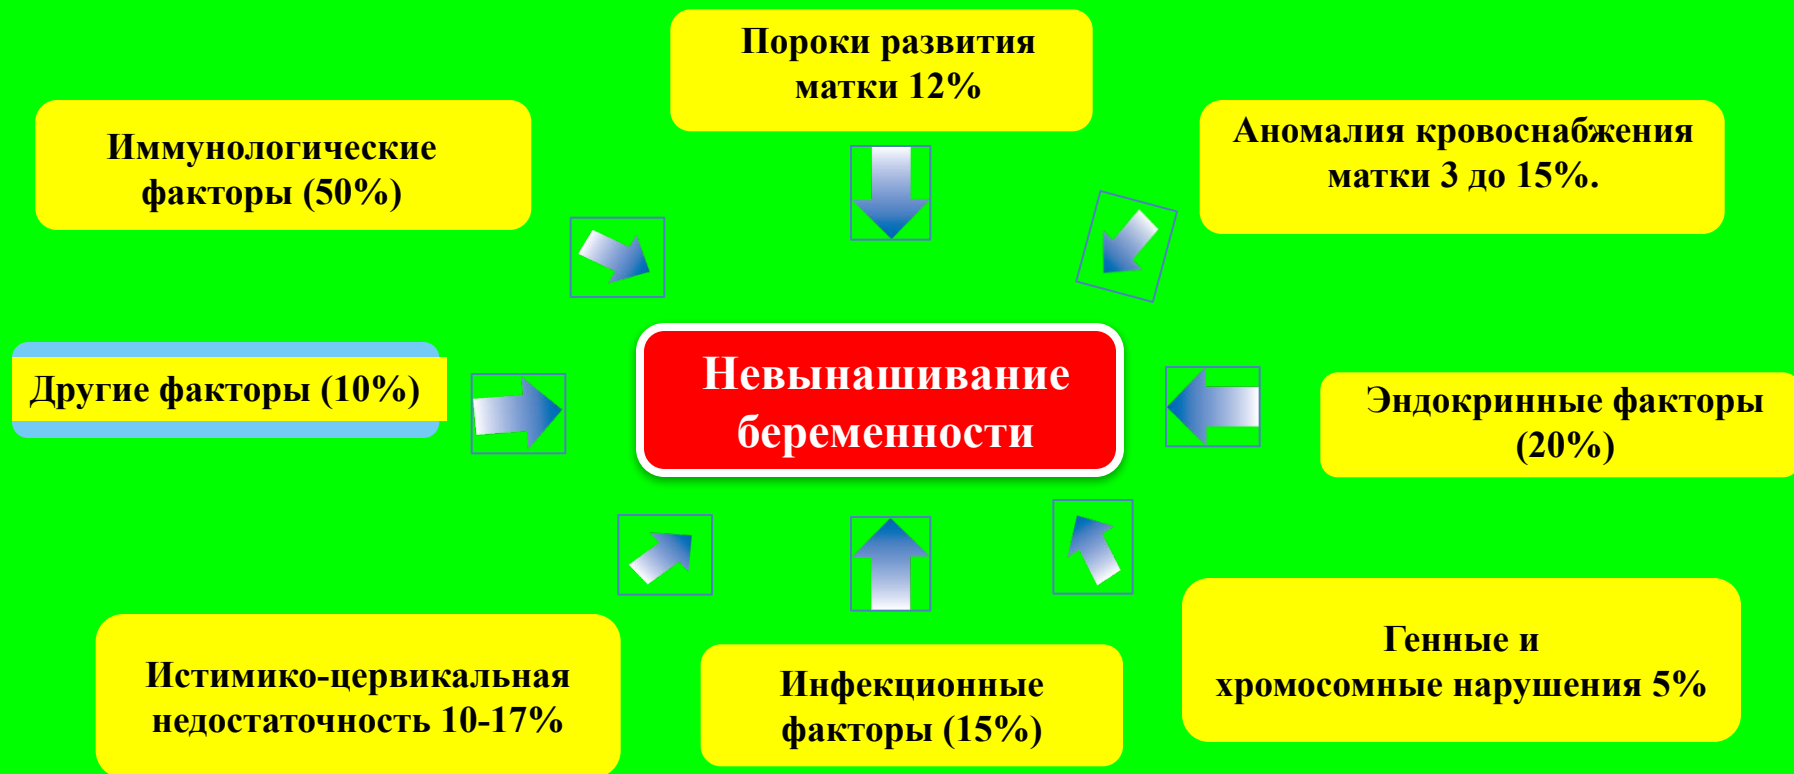 Пороки развития
матки 12%
Иммунологические
факторы (50%)
Аномалия кровоснабжения
матки 3 до 15%.
Другие факторы (10%)
Невынашивание
беременности
Эндокринные факторы
(20%)
Истимико-цервикальная
недостаточность 10-17%
Инфекционные
факторы (15%)
Генные и
хромосомные нарушения 5%